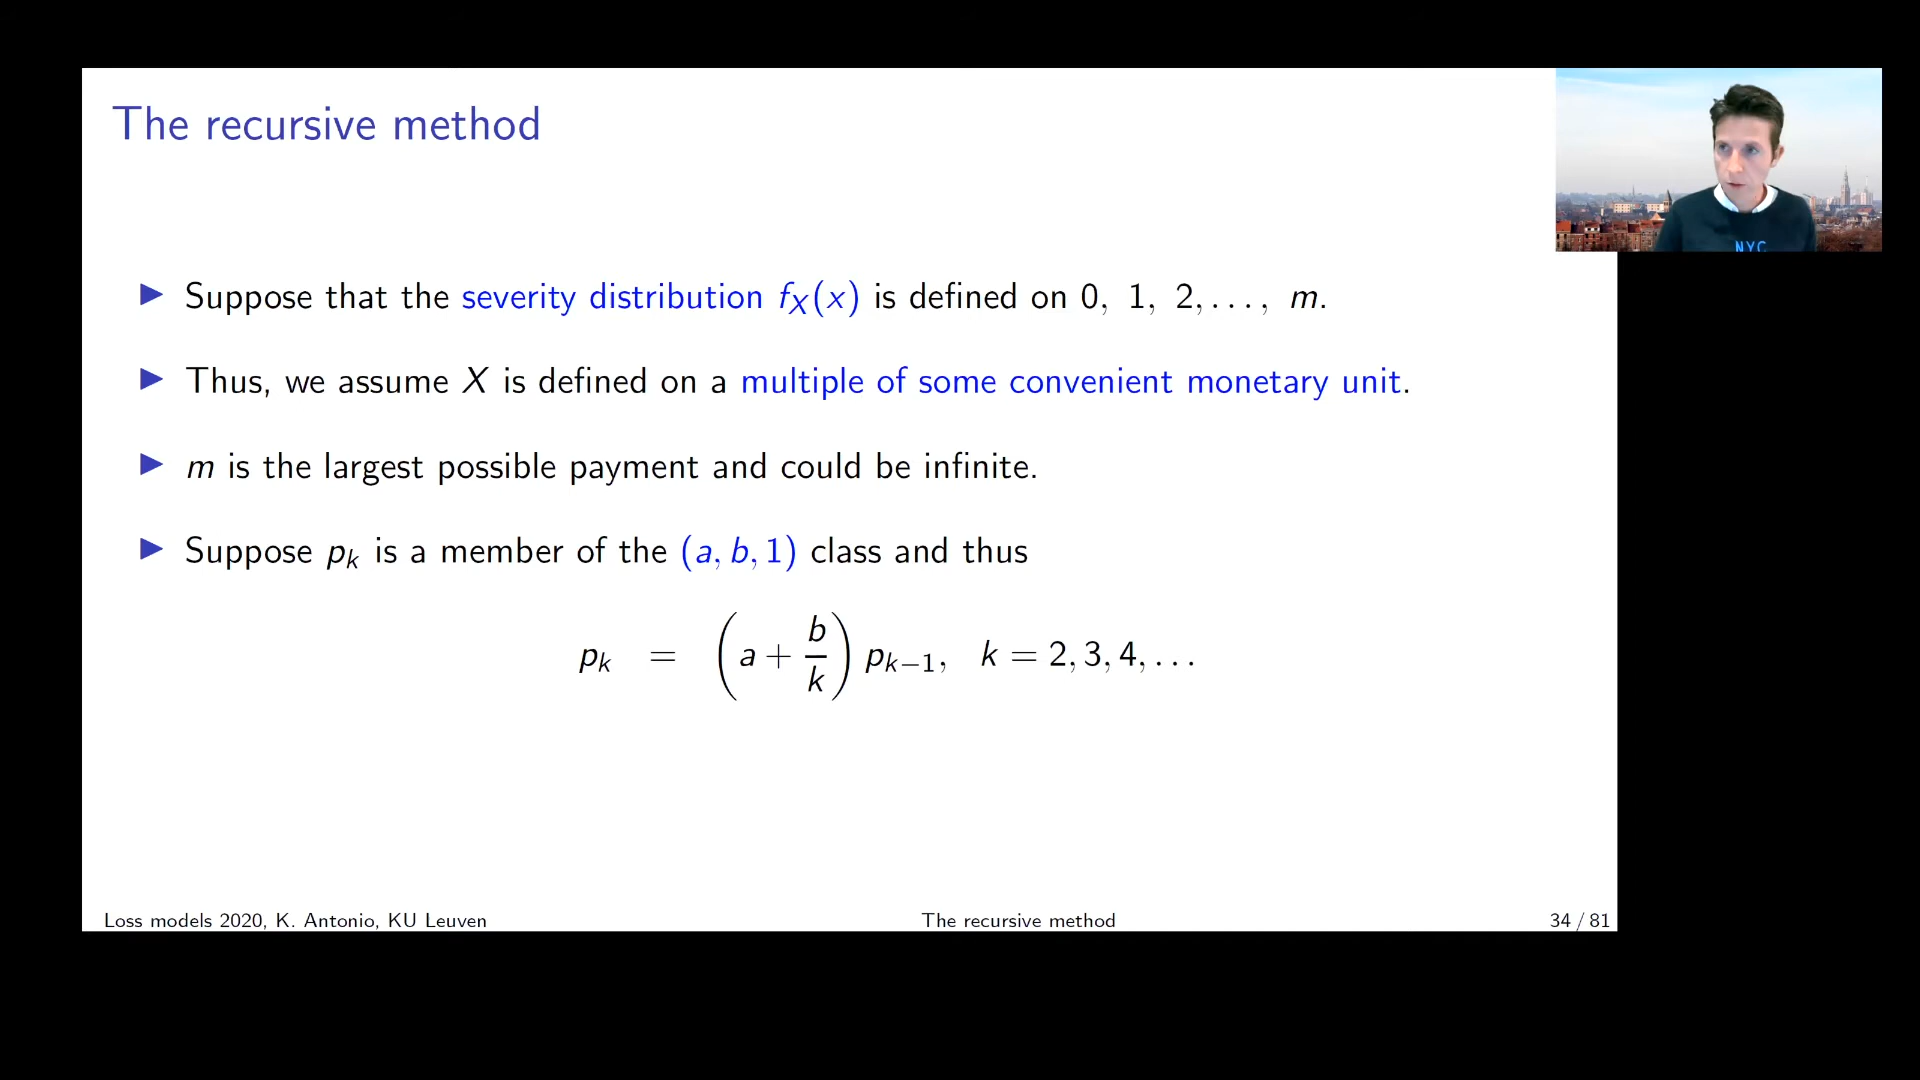 The recursive method
▶ Suppose that the severity distribution f_X(x) is defined on 0, 1, 2, . . . , m.
▶ Thus, we assume X is defined on a multiple of some convenient monetary unit.
▶ m is the largest possible payment and could be infinite.
▶ Suppose p_k is a member of the (a, b, 1) class and thus
p_k = (a + b/k) p_{k−1}, k = 2, 3, 4, . . .
Loss models 2020, K. Antonio, KU Leuven The recursive method 34 / 81
NYC